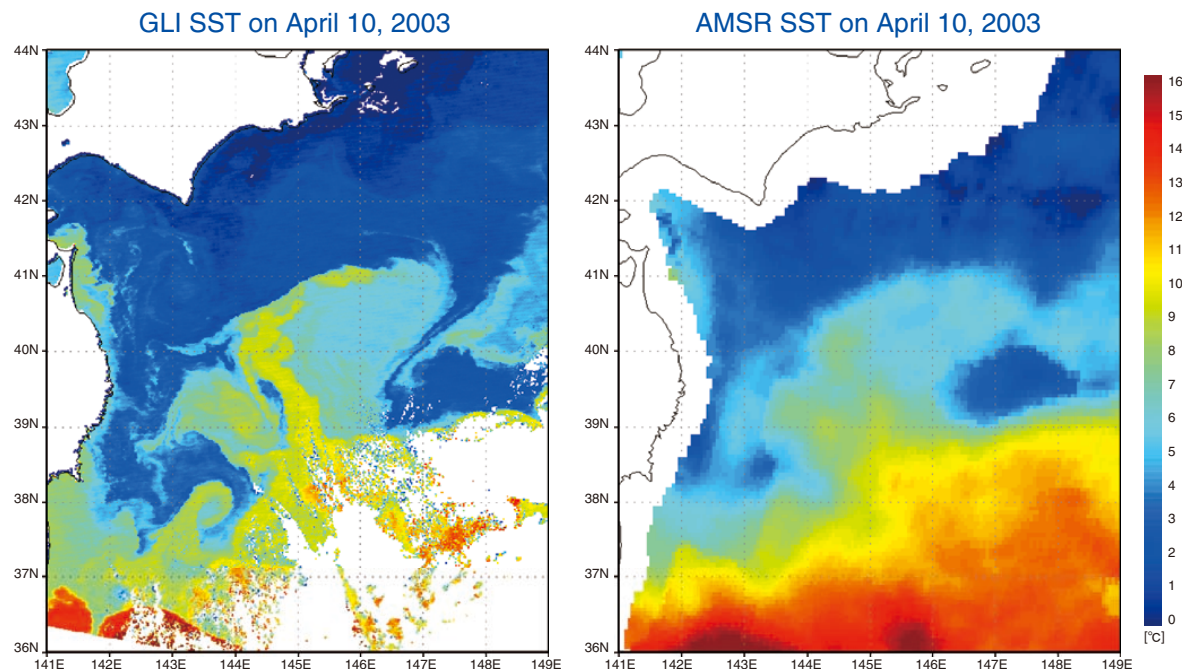 GLI SST on April 10, 2003
AMSR SST on April 10, 2003
44N
43N
42N
41N
40N
39N
38N
37N
36N
141E 142E 143E 144E 145E 146E 147E 148E 149E
44N
43N
42N
41N
40N
39N
38N
37N
36N
141E 142E 143E 144E 145E 146E 147E 148E 149E
16
15
14
13
12
11
10
9
8
7
6
5
4
3
2
1
0
[℃]